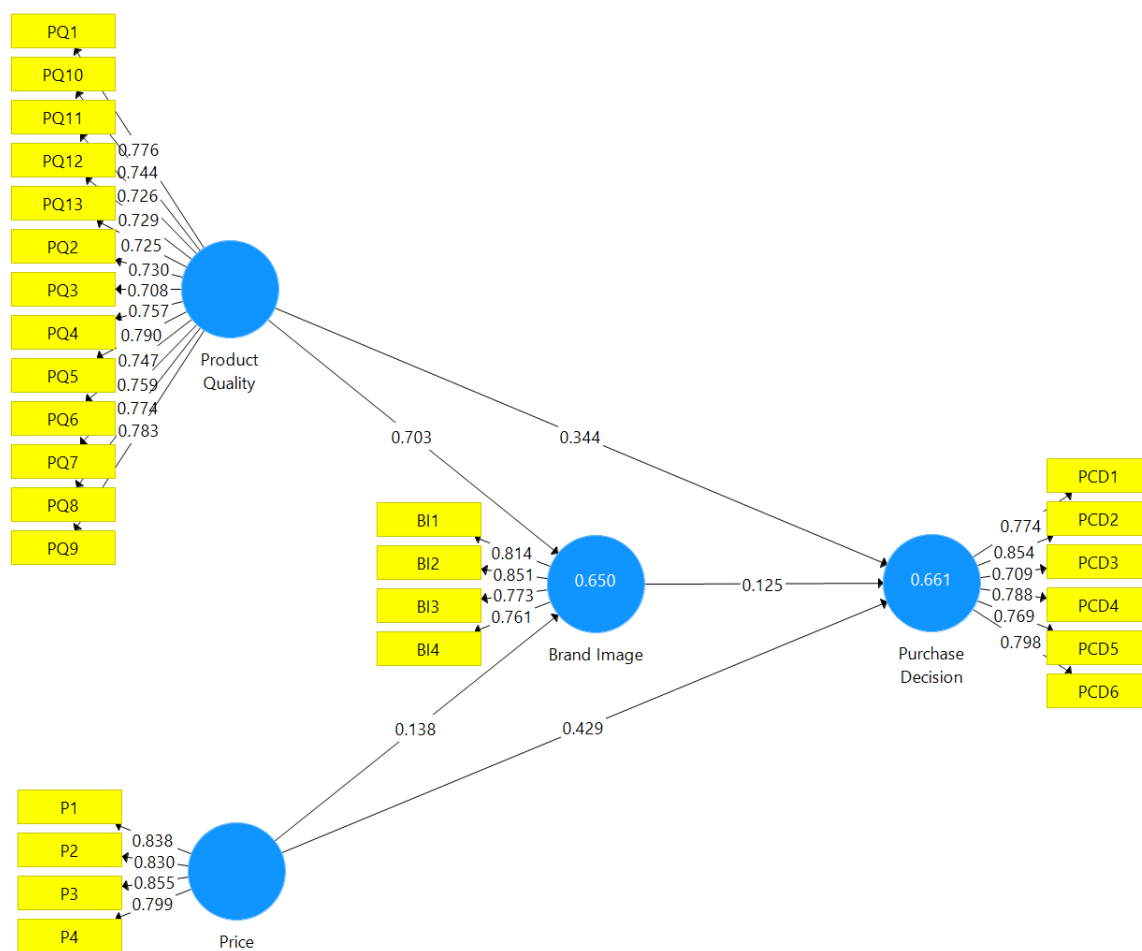 PQ1
PQ10
PQ11
PQ12
PQ13
PQ2
PQ3
PQ4
PQ5
PQ6
PQ7
PQ8
PQ9
0.776
0.744
0.726
0.729
0.725
0.730
0.708
0.757
0.790
0.747
0.759
0.774
0.783
Product
Quality
0.703
0.344
BI1
BI2
BI3
BI4
0.814
0.851
0.773
0.761
0.650
Brand Image
0.125
0.661
Purchase
Decision
0.774
0.854
0.709
0.788
0.769
0.798
PCD1
PCD2
PCD3
PCD4
PCD5
PCD6
0.138
0.429
P1
P2
P3
P4
0.838
0.830
0.855
0.799
Price